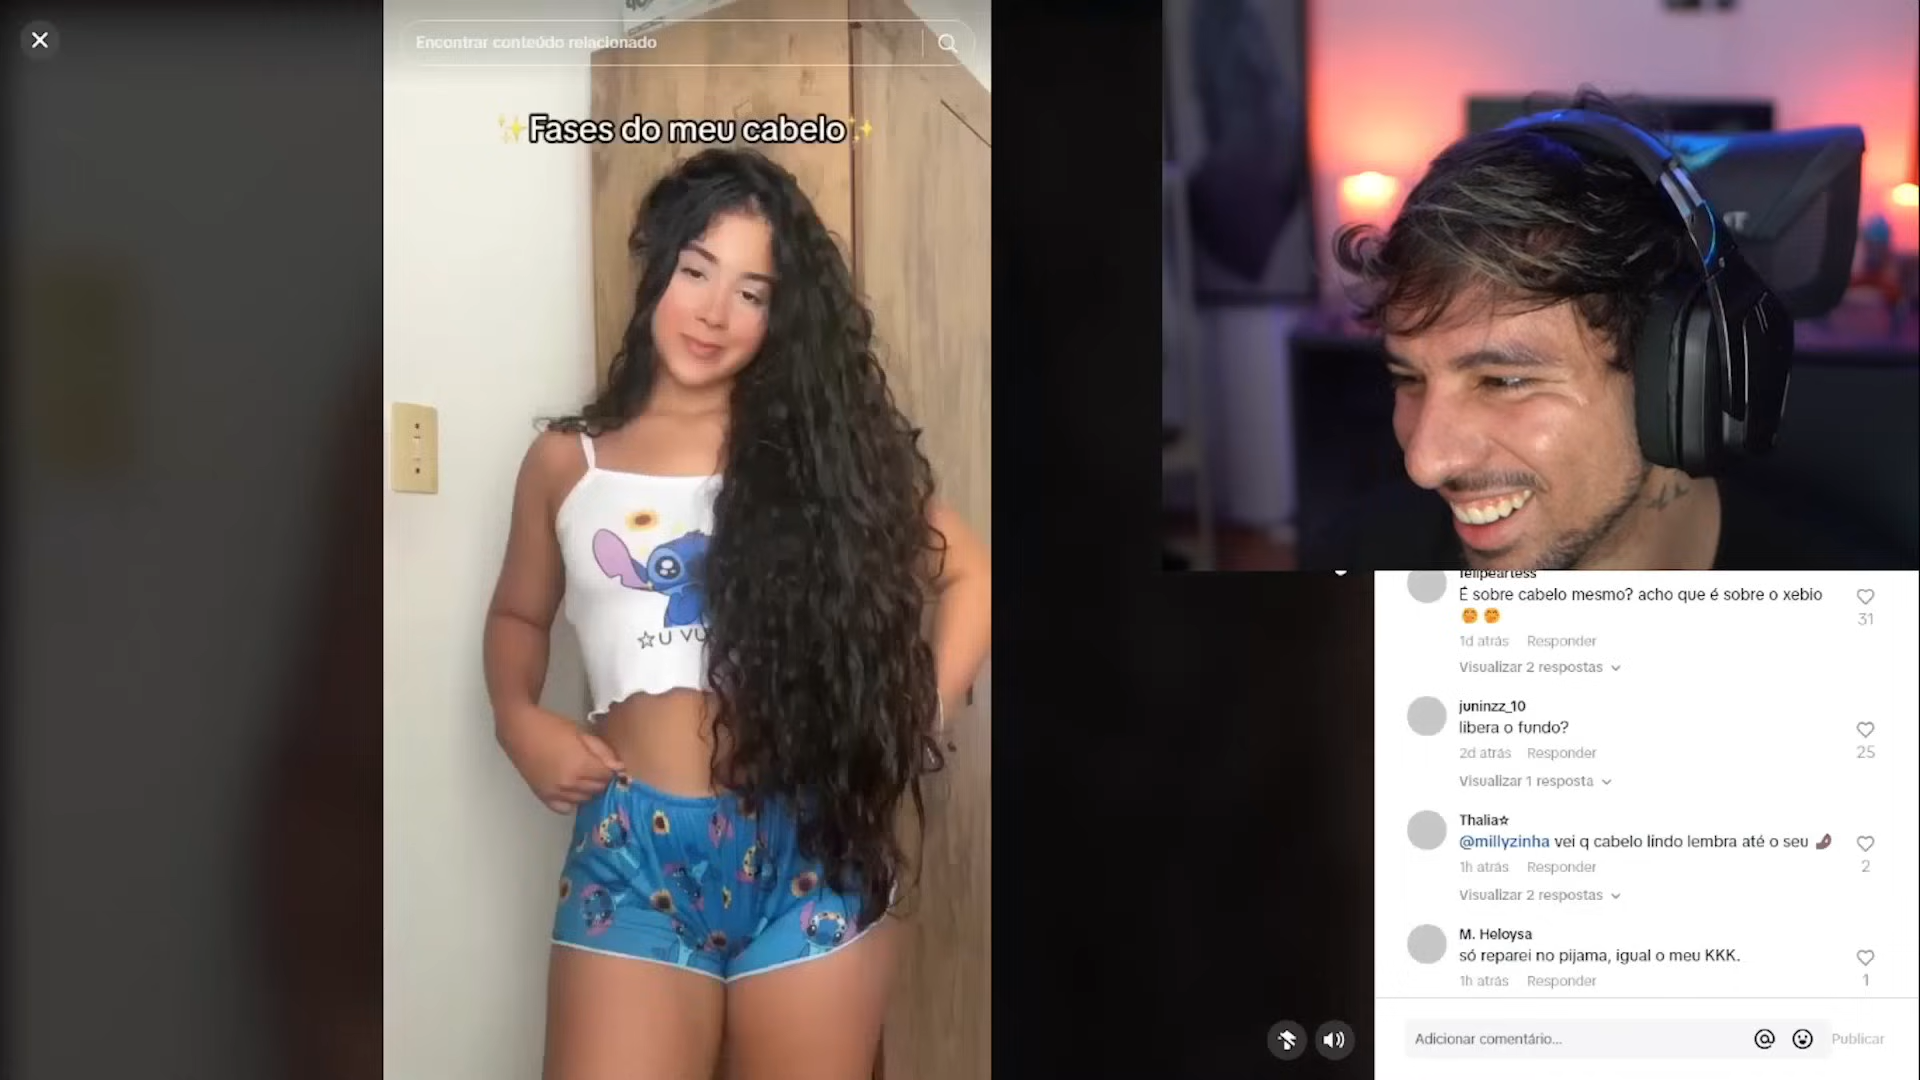 Encontrar conteúdo relacionado
✨Fases do meu cabelo✨
☆U VU
felipeartess
É sobre cabelo mesmo? acho que é sobre o xebio
🤭 🤭
31
1d atrás Responder
Visualizar 2 respostas
juninzz_10
libera o fundo?
25
2d atrás Responder
Visualizar 1 resposta
Thalia☆
@millyzinha vei q cabelo lindo lembra até o seu
2
1h atrás Responder
Visualizar 2 respostas
M. Heloysa
só reparei no pijama, igual o meu KKK.
1
1h atrás Responder
Adicionar comentário...
Publicar